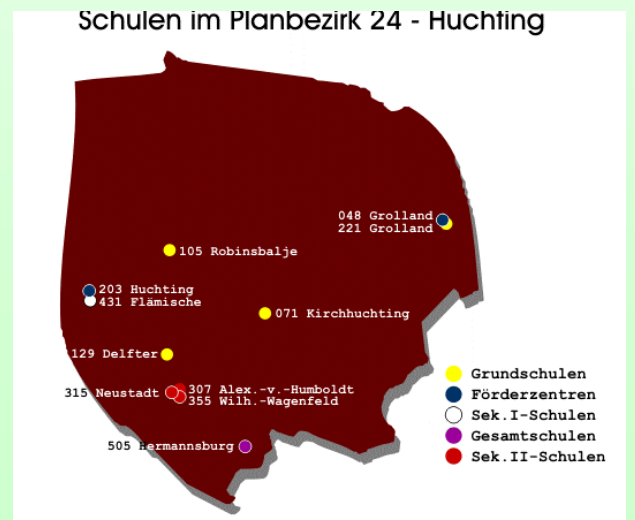 Schulen im Planbezirk 24 - Huchting
048 Grolland
221 Grolland
105 Robinsbalje
203 Huchting
431 Flämische
071 Kirchhuchting
129 Delfter
315 Neustadt
307 Alex.-v.-Humboldt
355 Wilh.-Wagenfeld
505 Hermannsburg
Grundschulen
Förderzentren
Sek.I-Schulen
Gesamtschulen
Sek.II-Schulen